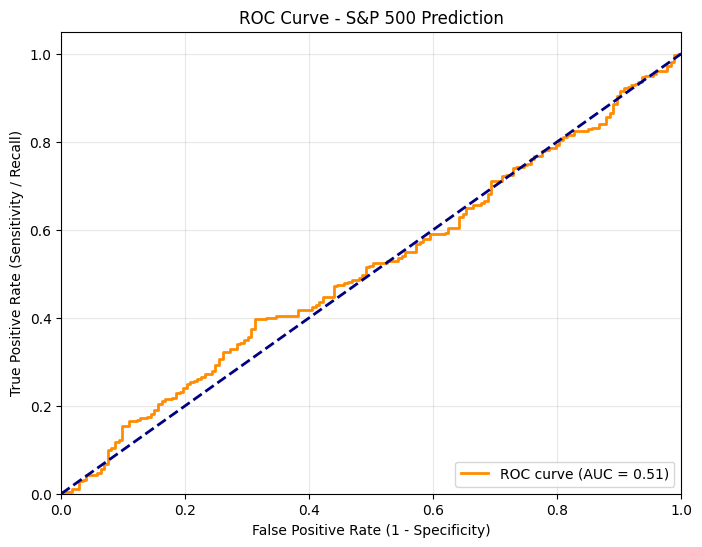 ROC Curve - S&P 500 Prediction
True Positive Rate (Sensitivity / Recall)
1.0
0.8
0.6
0.4
0.2
0.0
ROC curve (AUC = 0.51)
0.0 0.2 0.4 0.6 0.8 1.0
False Positive Rate (1 - Specificity)